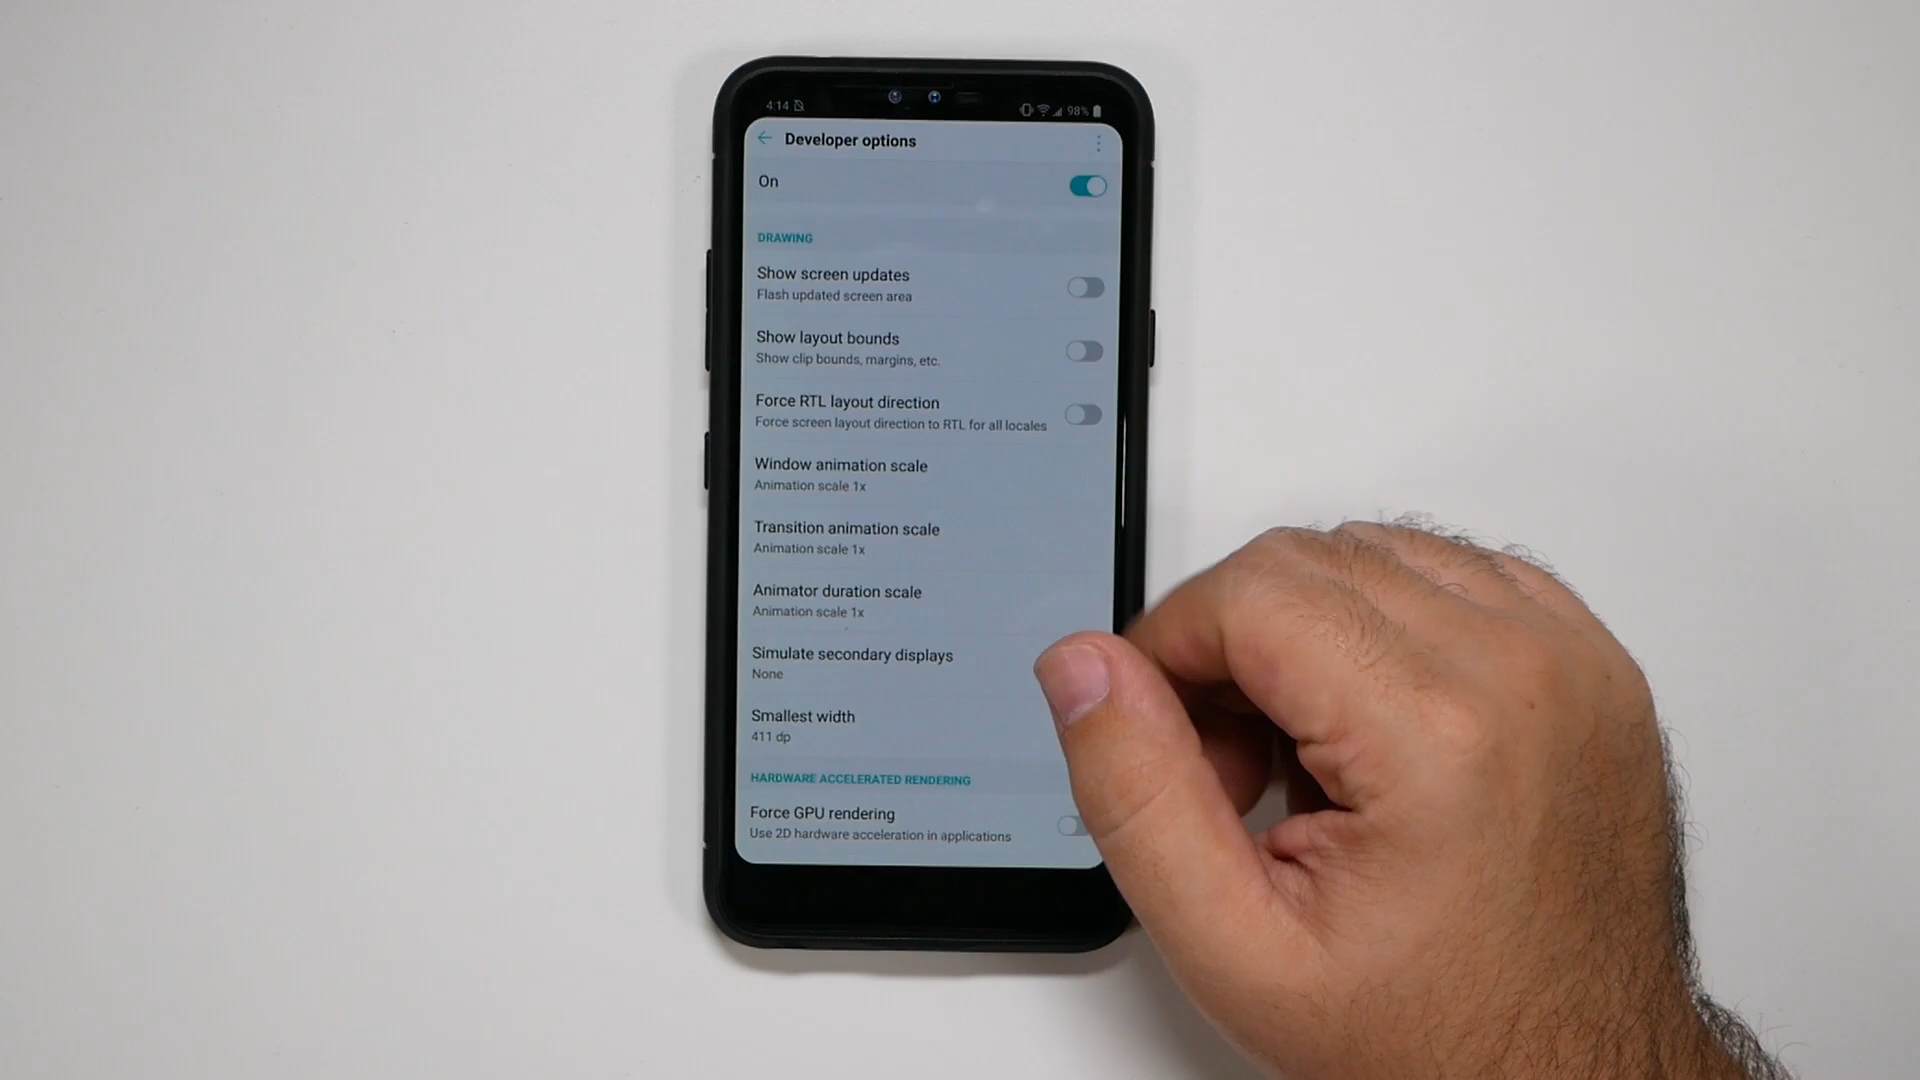 4:14 98%
Developer options
On
DRAWING
Show screen updates
Flash updated screen area
Show layout bounds
Show clip bounds, margins, etc.
Force RTL layout direction
Force screen layout direction to RTL for all locales
Window animation scale
Animation scale 1x
Transition animation scale
Animation scale 1x
Animator duration scale
Animation scale 1x
Simulate secondary displays
None
Smallest width
411 dp
HARDWARE ACCELERATED RENDERING
Force GPU rendering
Use 2D hardware acceleration in applications